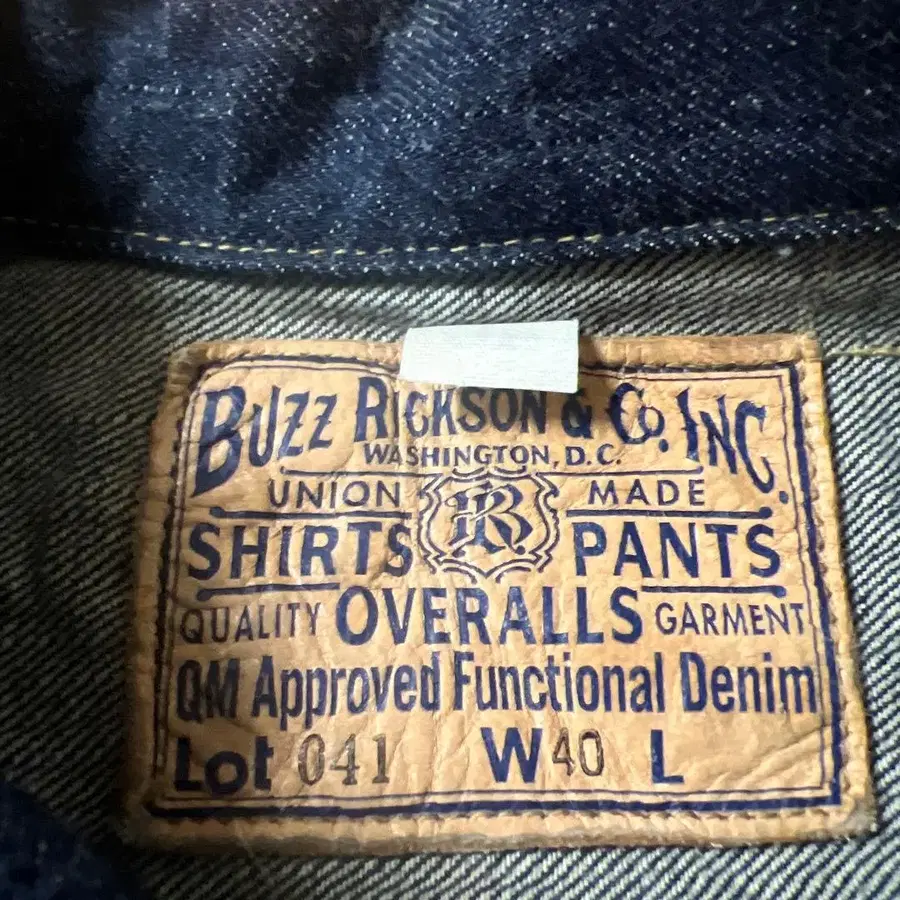 BUZZ RICKSON & CO. INC.
WASHINGTON, D.C.
UNION MADE
BR
SHIRTS PANTS
QUALITY OVERALLS GARMENT
QM Approved Functional Denim
Lot 041 W40 L